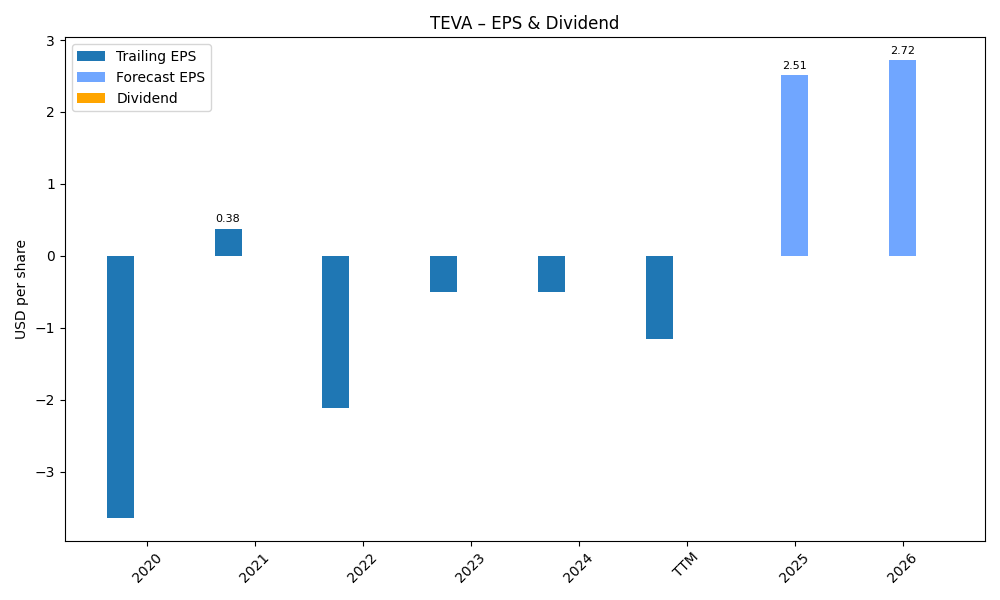 TEVA – EPS & Dividend
Trailing EPS
Forecast EPS
Dividend
USD per share
3
2
1
0
−1
−2
−3
0.38
2.51
2.72
2020
2021
2022
2023
2024
TTM
2025
2026